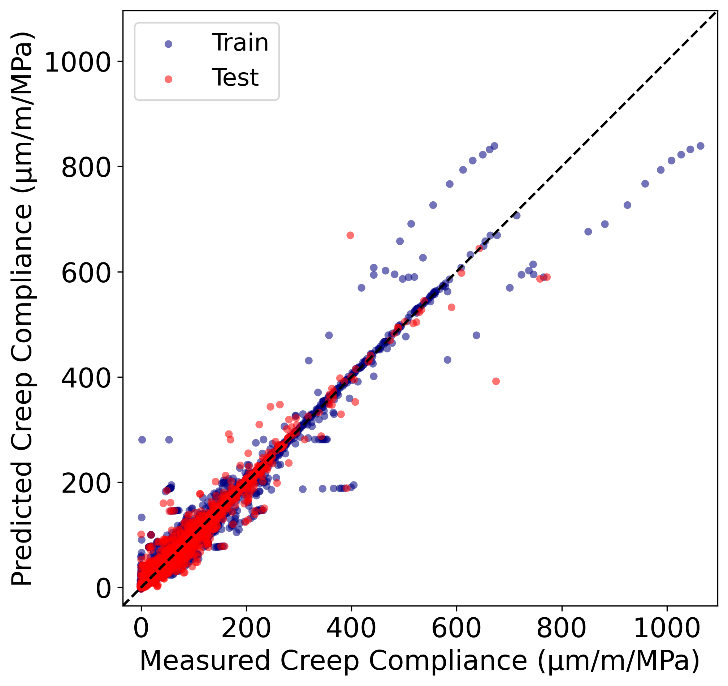 Train
Test
1000
800
600
400
200
0
0 200 400 600 800 1000
Predicted Creep Compliance (μm/m/MPa)
Measured Creep Compliance (μm/m/MPa)